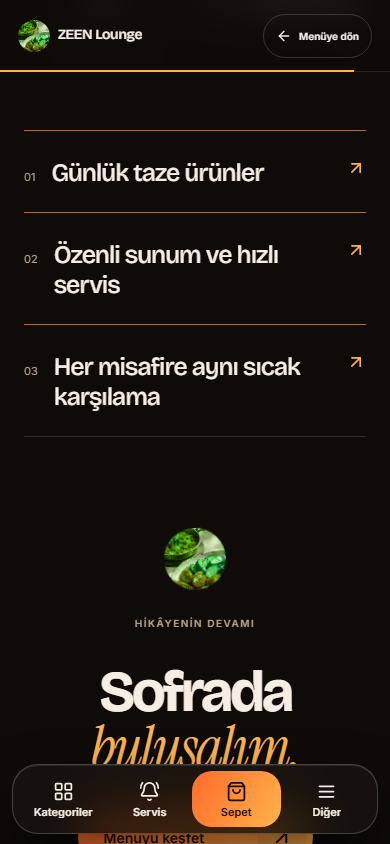 ZEEN Lounge
Menüye dön
01 Günlük taze ürünler
02 Özenli sunum ve hızlı
servis
03 Her misafire aynı sıcak
karşılama
HİKÂYENİN DEVAMI
Sofrada
buluşalım.
Kategoriler
Servis
Sepet
Diğer
Menüyü keşfet